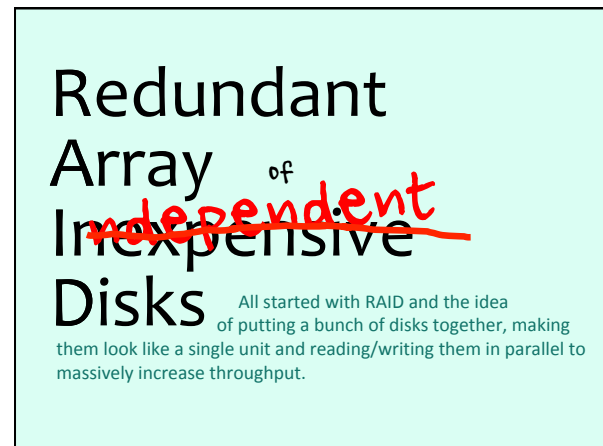 Redundant
Array of
ndependent
Inexpensive
Disks All started with RAID and the idea
of putting a bunch of disks together, making
them look like a single unit and reading/writing them in parallel to
massively increase throughput.